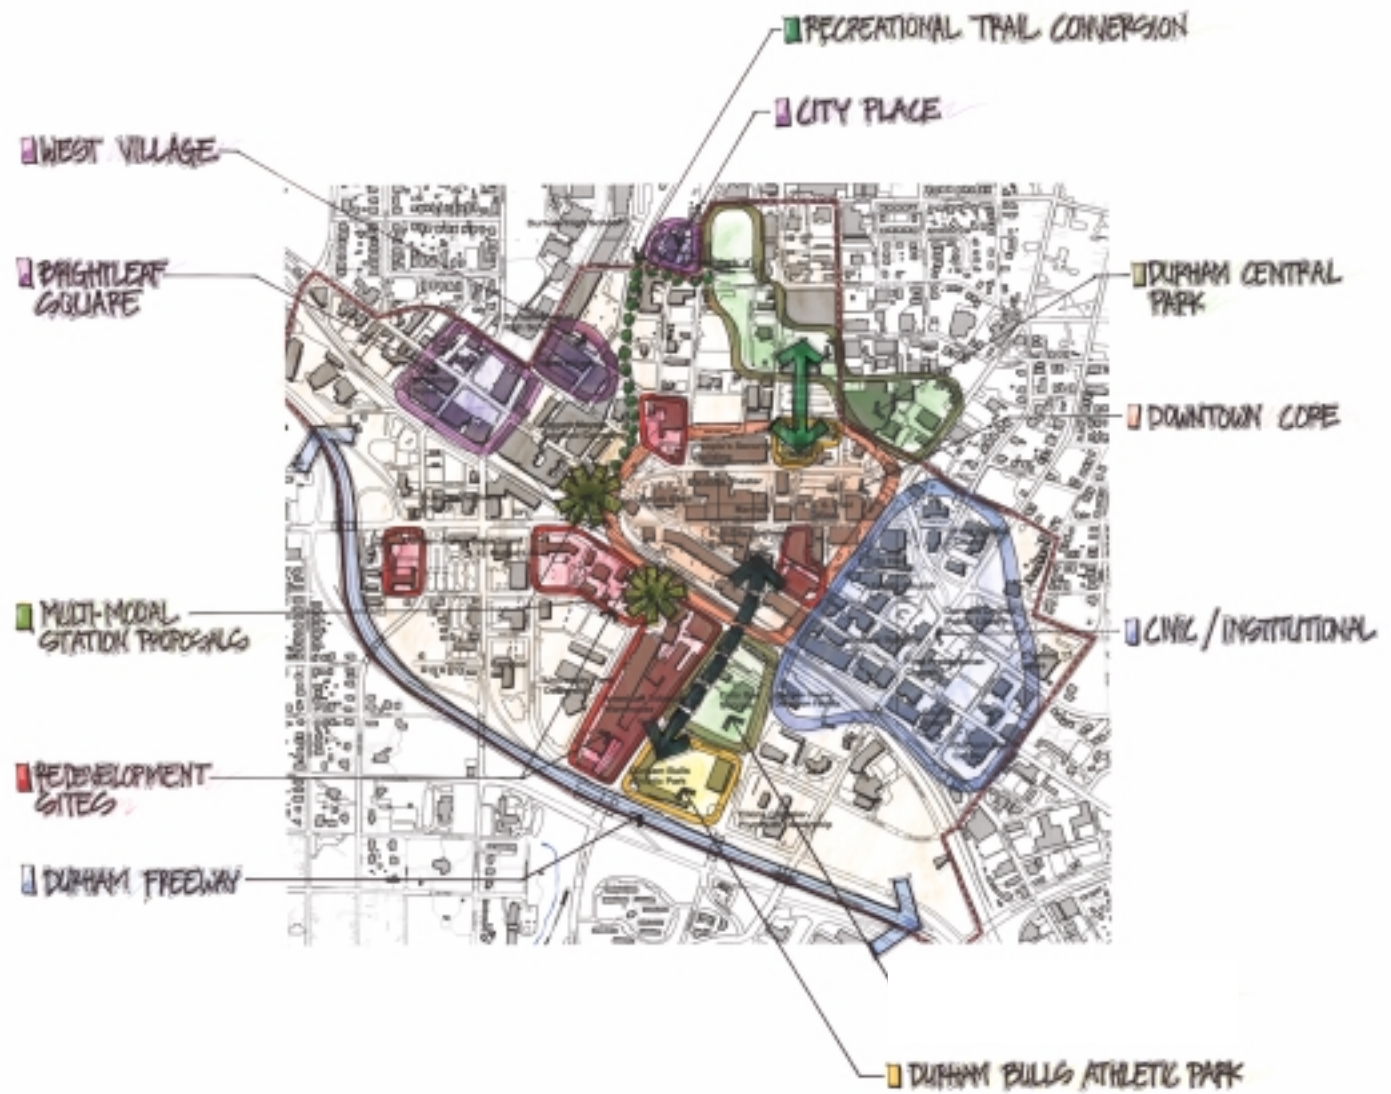 RECREATIONAL TRAIL CONVERSION
CITY PLACE
WEST VILLAGE
BRIGHTLEAF
SQUARE
DURHAM CENTRAL
PARK
DOWNTOWN CORE
MULTI-MODAL
STATION PROPOSALS
CIVIC / INSTITUTIONAL
REDEVELOPMENT
SITES
DURHAM FREEWAY
DURHAM BULLS ATHLETIC PARK